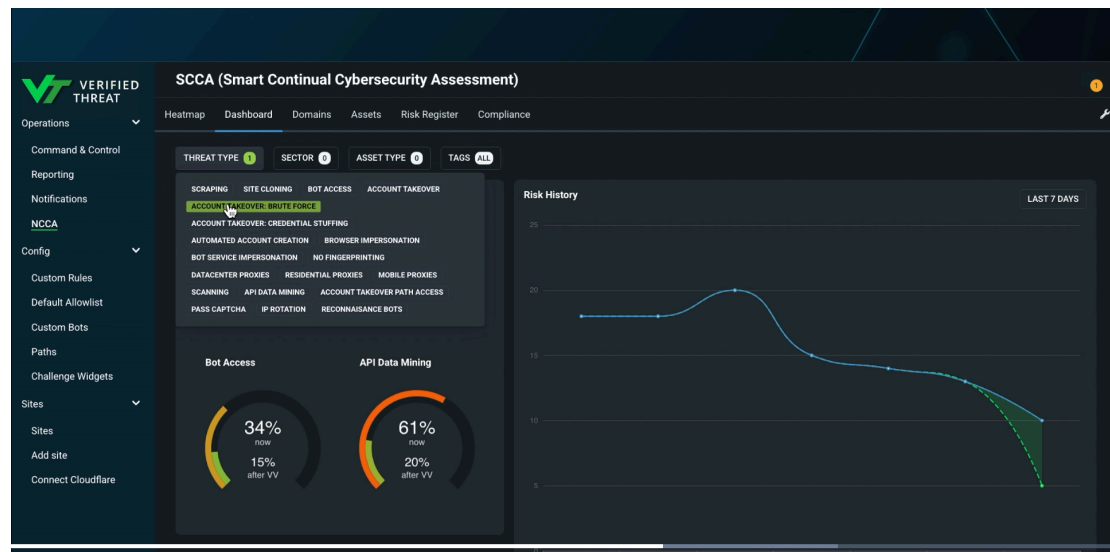 VERIFIED
THREAT
Operations
Command & Control
Reporting
Notifications
NCCA
Config
Custom Rules
Default Allowlist
Custom Bots
Paths
Challenge Widgets
Sites
Sites
Add site
Connect Cloudflare
SCCA (Smart Continual Cybersecurity Assessment)
1
Heatmap Dashboard Domains Assets Risk Register Compliance
THREAT TYPE 1 SECTOR 0 ASSET TYPE 0 TAGS ALL
SCRAPING SITE CLONING BOT ACCESS ACCOUNT TAKEOVER
ACCOUNT TAKEOVER: BRUTE FORCE
ACCOUNT TAKEOVER: CREDENTIAL STUFFING
AUTOMATED ACCOUNT CREATION BROWSER IMPERSONATION
BOT SERVICE IMPERSONATION NO FINGERPRINTING
DATACENTER PROXIES RESIDENTIAL PROXIES MOBILE PROXIES
SCANNING API DATA MINING ACCOUNT TAKEOVER PATH ACCESS
PASS CAPTCHA IP ROTATION RECONNAISANCE BOTS
Bot Access API Data Mining
34% 61%
now now
15% 20%
after VV after VV
Risk History LAST 7 DAYS
25
20
15
10
5
0